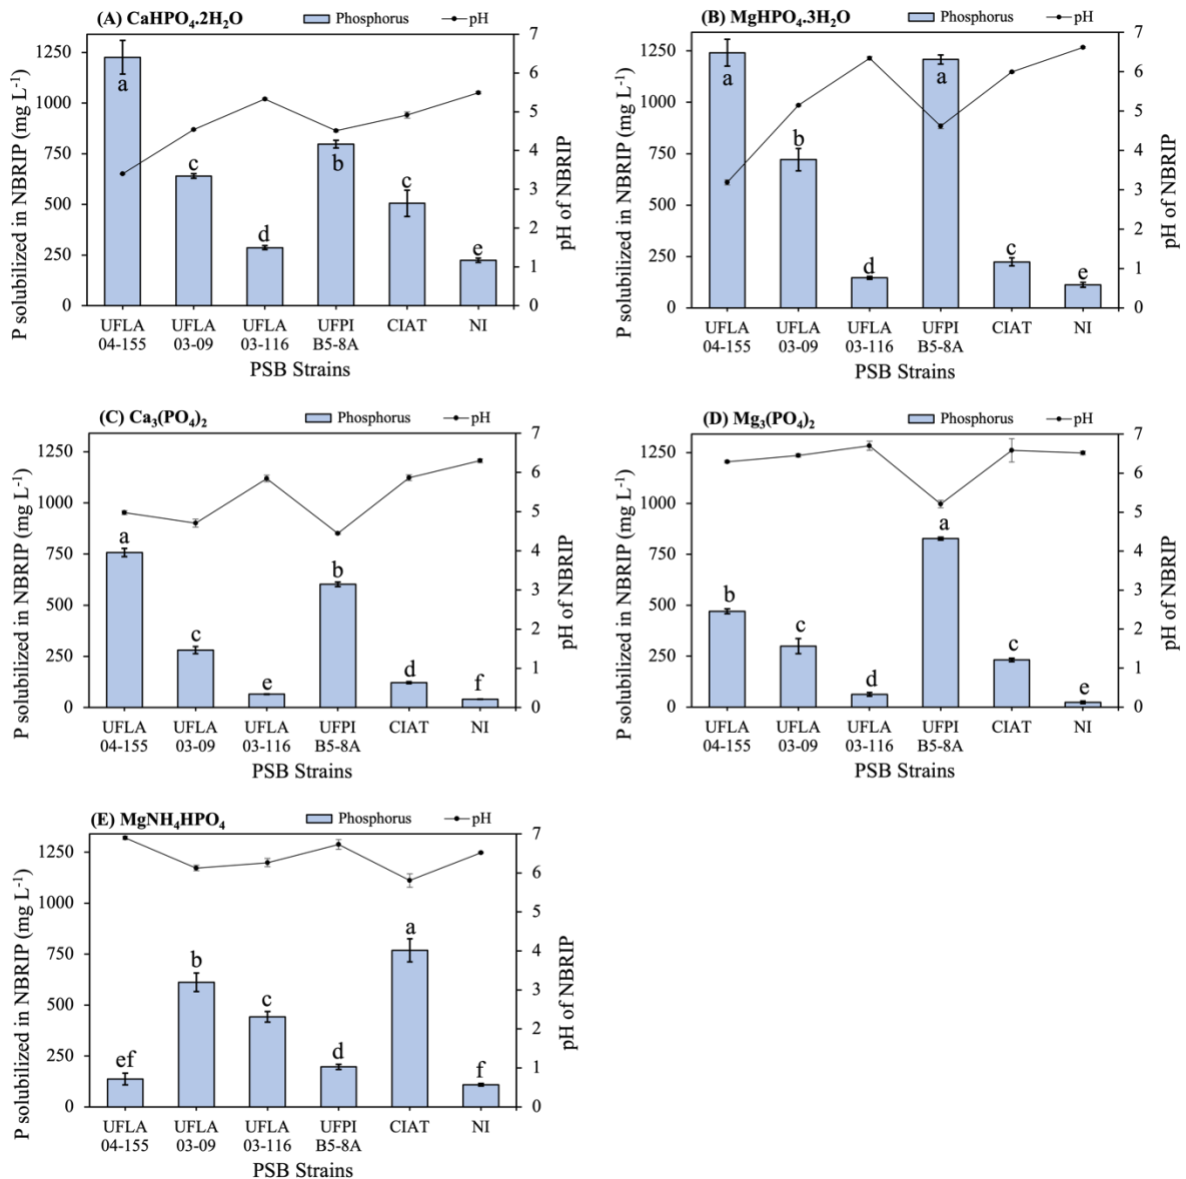 (A) CaHPO₄.2H₂O Phosphorus pH
P solubilized in NBRIP (mg L⁻¹)
1250
1000
750
500
250
0
a
c
d
b
c
e
7
6
5
4
3
2
1
0
pH of NBRIP
UFLA UFLA UFLA UFPI CIAT NI
04-155 03-09 03-116 B5-8A
PSB Strains
(B) MgHPO₄.3H₂O Phosphorus pH
P solubilized in NBRIP (mg L⁻¹)
1250
1000
750
500
250
0
a
b
d
a
c
e
7
6
5
4
3
2
1
0
pH of NBRIP
UFLA UFLA UFLA UFPI CIAT NI
04-155 03-09 03-116 B5-8A
PSB Strains
(C) Ca₃(PO₄)₂ Phosphorus pH
P solubilized in NBRIP (mg L⁻¹)
1250
1000
750
500
250
0
a
c
e
b
d
f
7
6
5
4
3
2
1
0
pH of NBRIP
UFLA UFLA UFLA UFPI CIAT NI
04-155 03-09 03-116 B5-8A
PSB Strains
(D) Mg₃(PO₄)₂ Phosphorus pH
P solubilized in NBRIP (mg L⁻¹)
1250
1000
750
500
250
0
b
c
d
a
c
e
7
6
5
4
3
2
1
0
pH of NBRIP
UFLA UFLA UFLA UFPI CIAT NI
04-155 03-09 03-116 B5-8A
PSB Strains
(E) MgNH₄HPO₄ Phosphorus pH
P solubilized in NBRIP (mg L⁻¹)
1250
1000
750
500
250
0
ef
b
c
d
a
f
7
6
5
4
3
2
1
0
pH of NBRIP
UFLA UFLA UFLA UFPI CIAT NI
04-155 03-09 03-116 B5-8A
PSB Strains